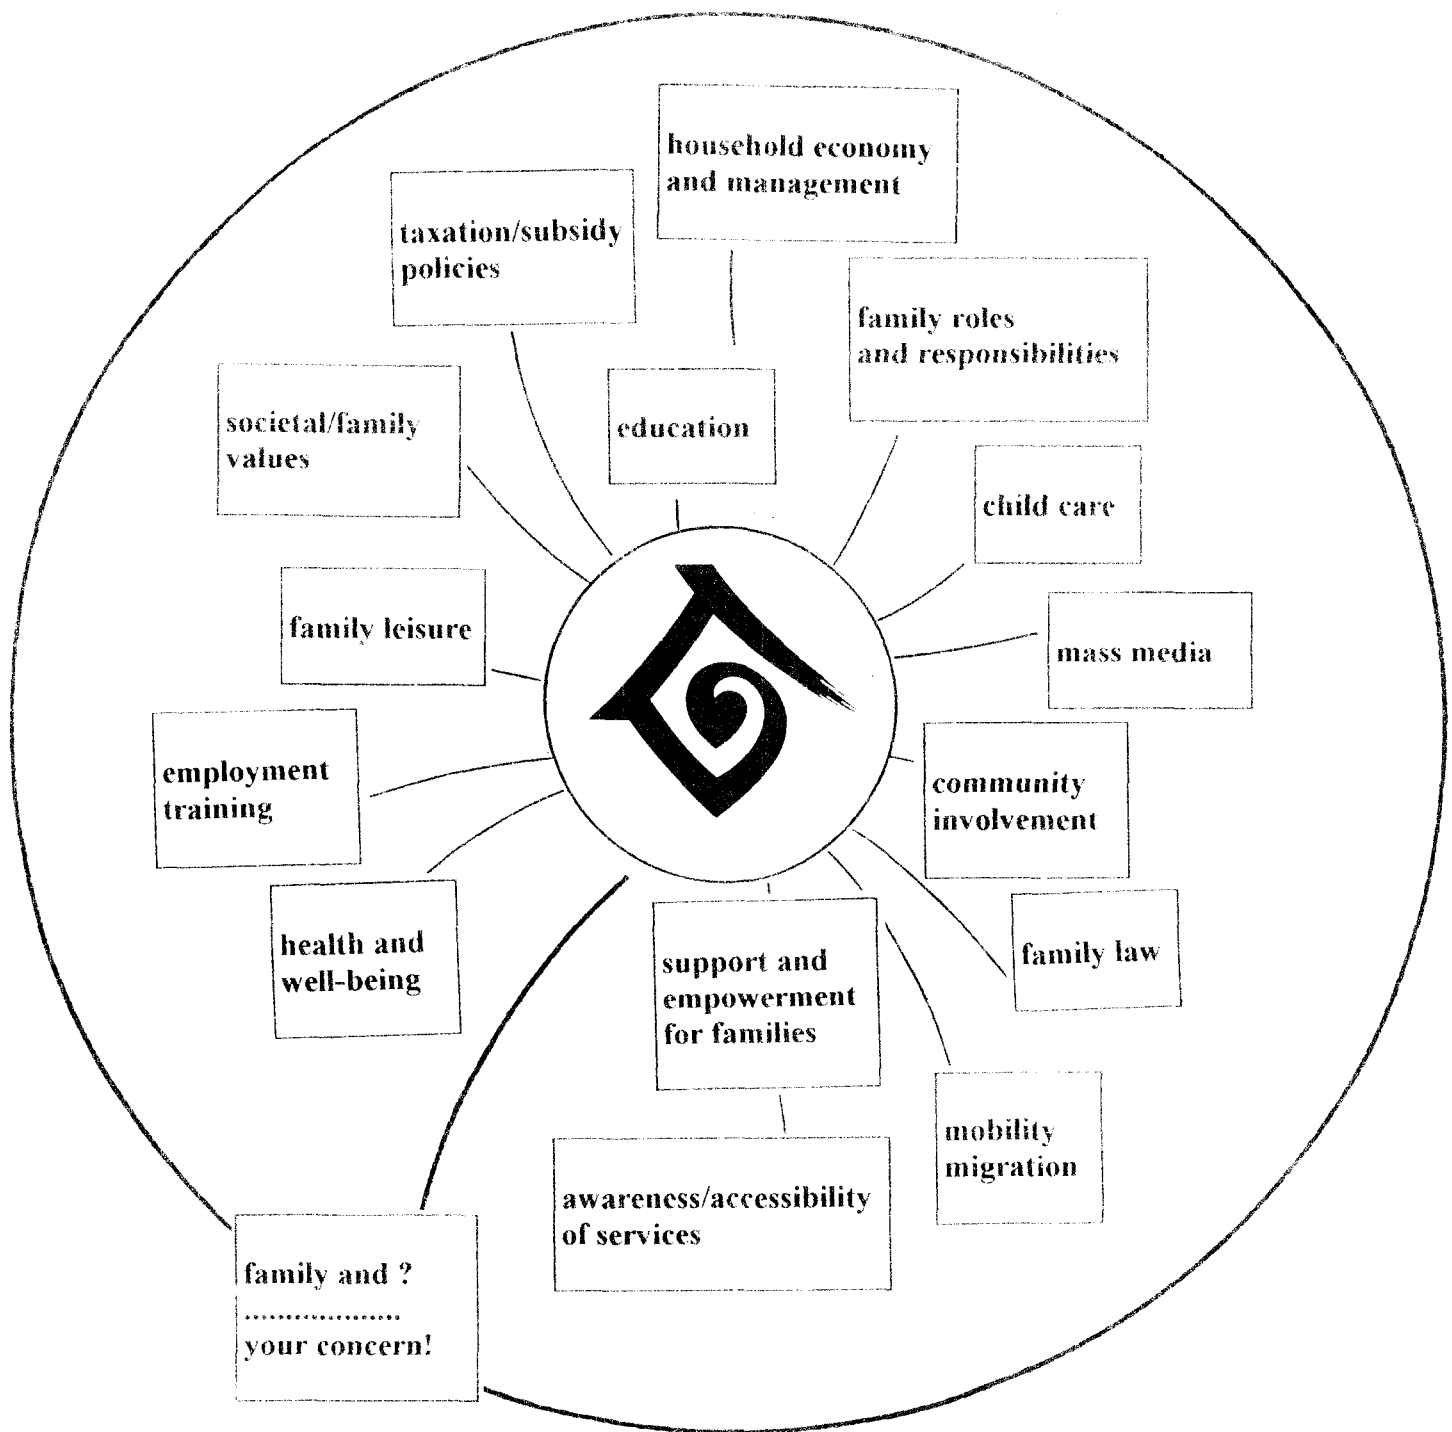 household economy
and management
taxation/subsidy
policies
family roles
and responsibilities
societal/family
values
education
child care
family leisure
mass media
employment
training
community
involvement
health and
well-being
support and
empowerment
for families
family law
mobility
migration
awareness/accessibility
of services
family and ?
...................
your concern!